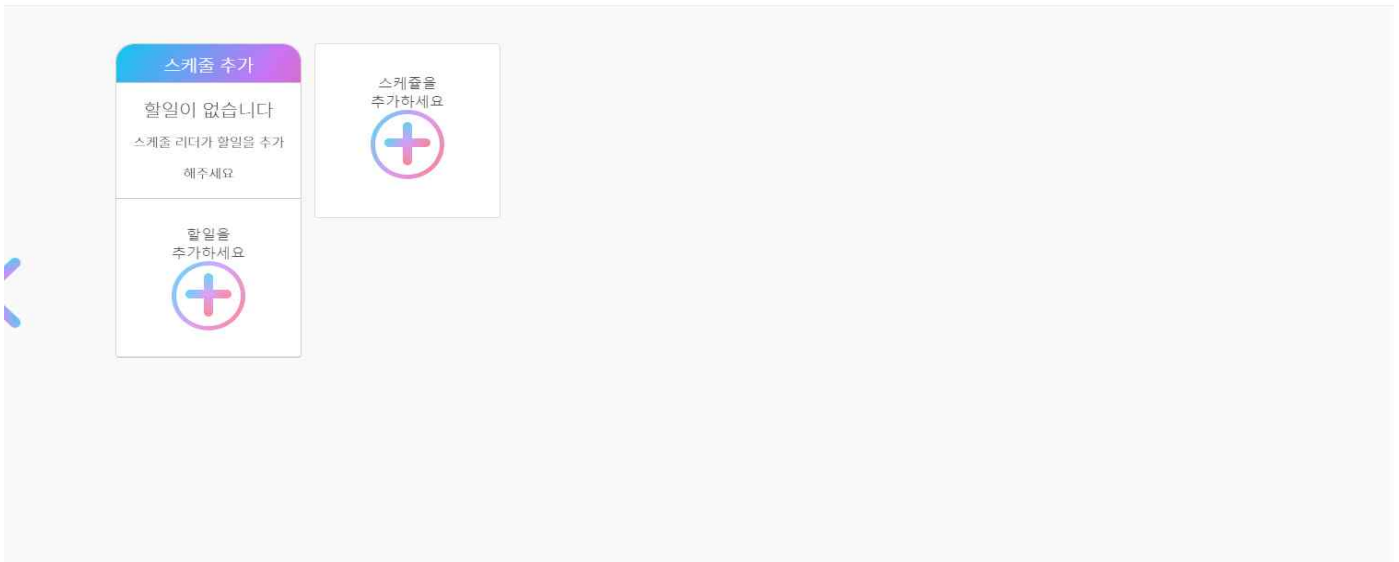 스케줄 추가
할일이 없습니다
스케줄 리더가 할일을 추가
해주세요
할일을
추가하세요
스케쥴을
추가하세요